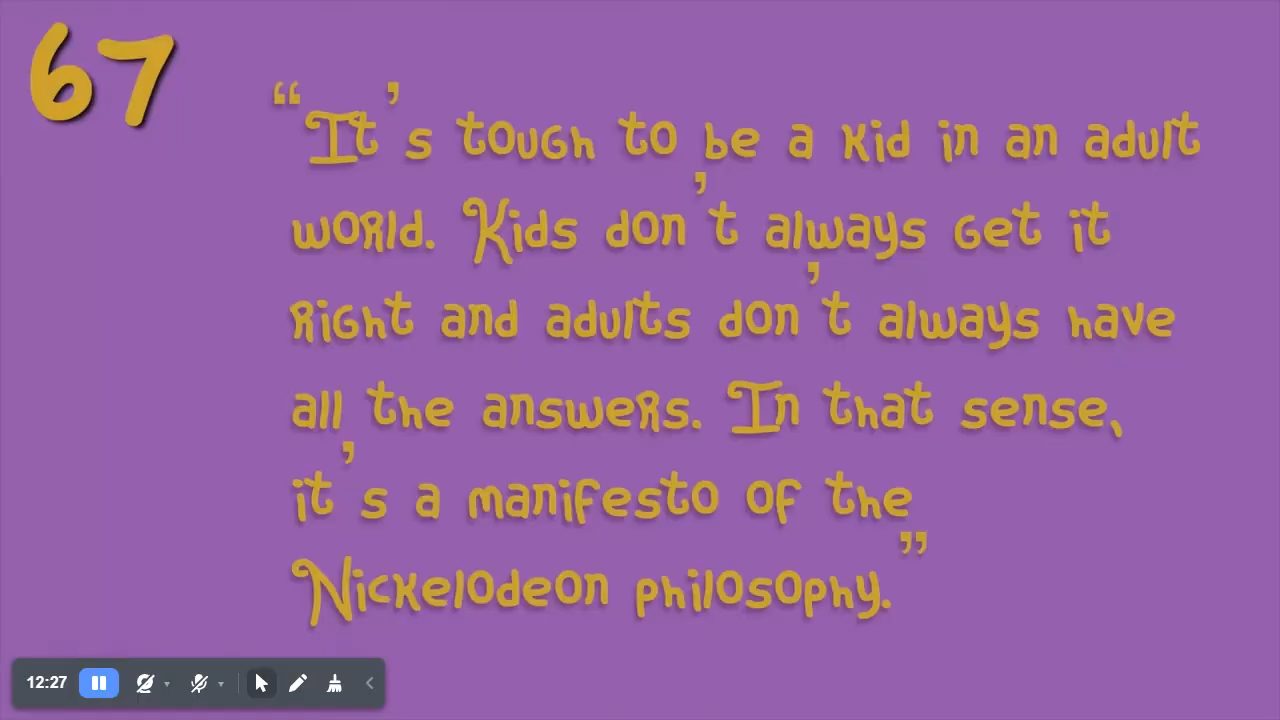 67
“It’s tough to be a kid in an adult
world. Kids don’t always get it
right and adults don’t always have
all the answers. In that sense,
it’s a manifesto of the
Nickelodeon philosophy.”
12:27